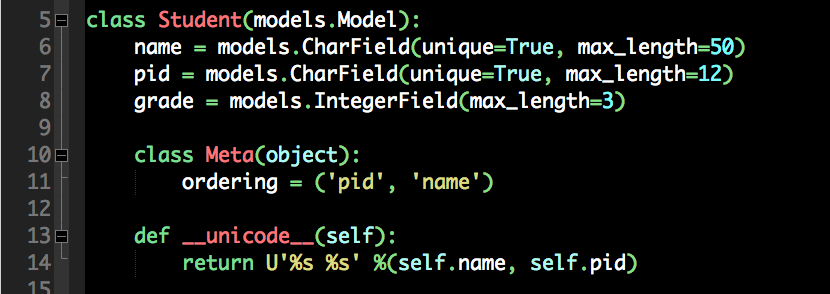 5 class Student(models.Model):
6 name = models.CharField(unique=True, max_length=50)
7 pid = models.CharField(unique=True, max_length=12)
8 grade = models.IntegerField(max_length=3)
9
10 class Meta(object):
11 ordering = ('pid', 'name')
12
13 def __unicode__(self):
14 return U'%s %s' %(self.name, self.pid)
15